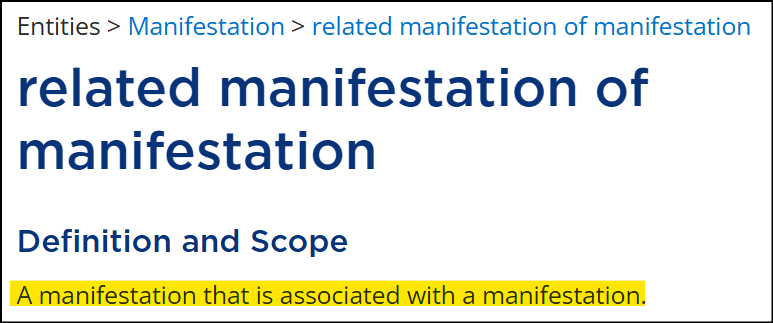 Entities > Manifestation > related manifestation of manifestation
related manifestation of
manifestation
Definition and Scope
A manifestation that is associated with a manifestation.